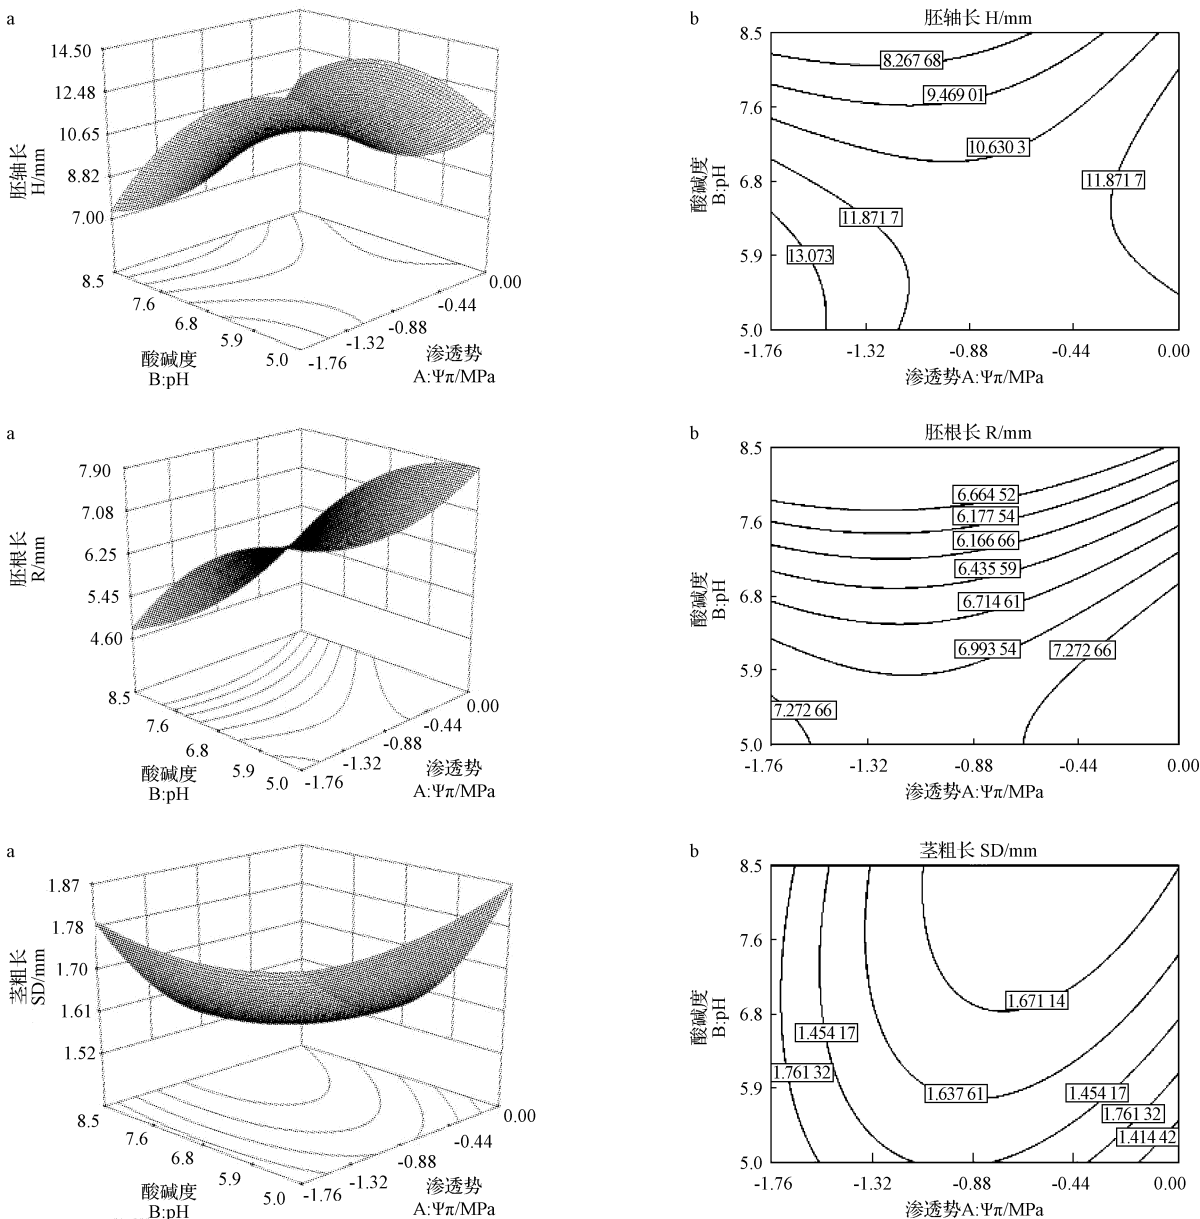 a
14.50
12.48
10.65
8.82
7.00
胚轴长
H/mm
8.5
7.6
6.8
5.9
5.0
酸碱度
B:pH
0.00
-0.44
-0.88
-1.32
-1.76
渗透势
A:Ψπ/MPa
b
胚轴长 H/mm
8.5
7.6
6.8
5.9
5.0
酸碱度
B:pH
8.267 68
9.469 01
10.630 3
11.871 7
11.871 7
13.073
-1.76
-1.32
-0.88
-0.44
0.00
渗透势A:Ψπ/MPa
a
7.90
7.08
6.25
5.45
4.60
胚根长
R/mm
8.5
7.6
6.8
5.9
5.0
酸碱度
B:pH
0.00
-0.44
-0.88
-1.32
-1.76
渗透势
A:Ψπ/MPa
b
胚根长 R/mm
8.5
7.6
6.8
5.9
5.0
酸碱度
B:pH
6.664 52
6.177 54
6.166 66
6.435 59
6.714 61
6.993 54
7.272 66
7.272 66
-1.76
-1.32
-0.88
-0.44
0.00
渗透势A:Ψπ/MPa
a
1.87
1.78
1.70
1.61
1.52
茎粗长
SD/mm
8.5
7.6
6.8
5.9
5.0
酸碱度
B:pH
0.00
-0.44
-0.88
-1.32
-1.76
渗透势
A:Ψπ/MPa
b
茎粗长 SD/mm
8.5
7.6
6.8
5.9
5.0
酸碱度
B:pH
1.671 14
1.454 17
1.761 32
1.637 61
1.454 17
1.761 32
1.414 42
-1.76
-1.32
-0.88
-0.44
0.00
渗透势A:Ψπ/MPa